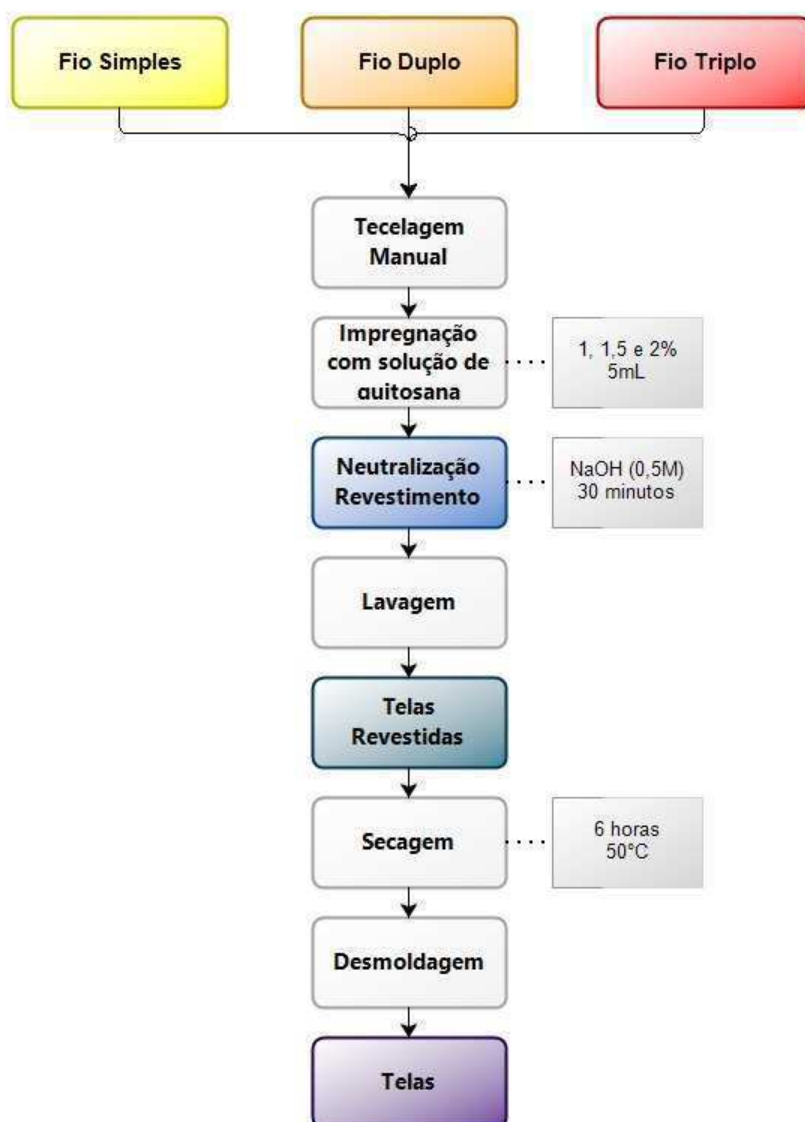 Fio Simples
Fio Duplo
Fio Triplo
Tecelagem
Manual
Impregnação
com solução de
quitosana
1, 1,5 e 2%
5mL
Neutralização
Revestimento
NaOH (0,5M)
30 minutos
Lavagem
Telas
Revestidas
Secagem
6 horas
50°C
Desmoldagem
Telas